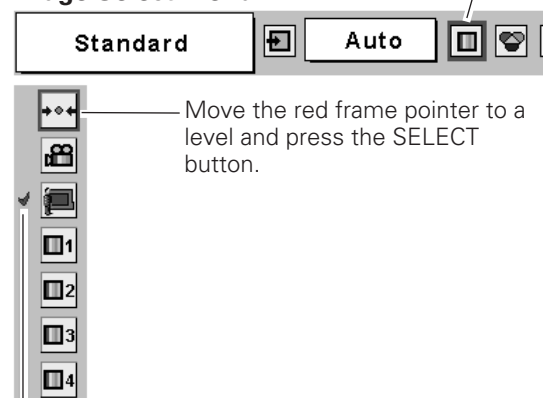 Standard
Auto
Move the red frame pointer to a
level and press the SELECT
button.
1
2
3
4